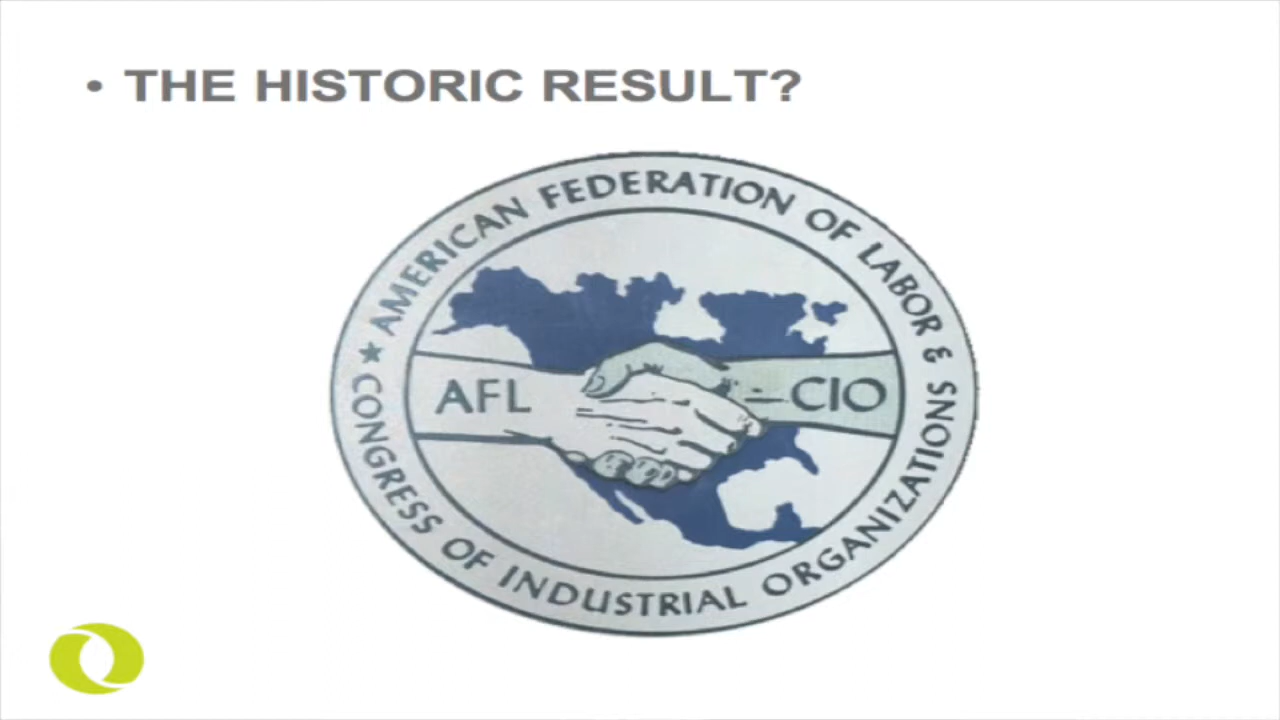 • THE HISTORIC RESULT?
★ AMERICAN FEDERATION OF LABOR &
CONGRESS OF INDUSTRIAL ORGANIZATIONS
AFL
CIO